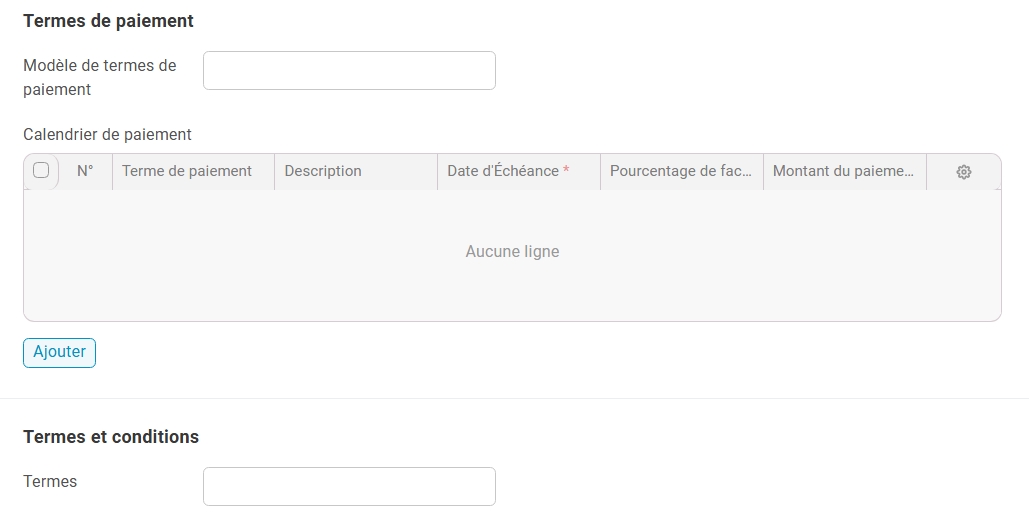 Termes de paiement
Modèle de termes de
paiement
Calendrier de paiement
N° Terme de paiement Description Date d'Échéance * Pourcentage de fac... Montant du paieme...
Aucune ligne
Ajouter
Termes et conditions
Termes